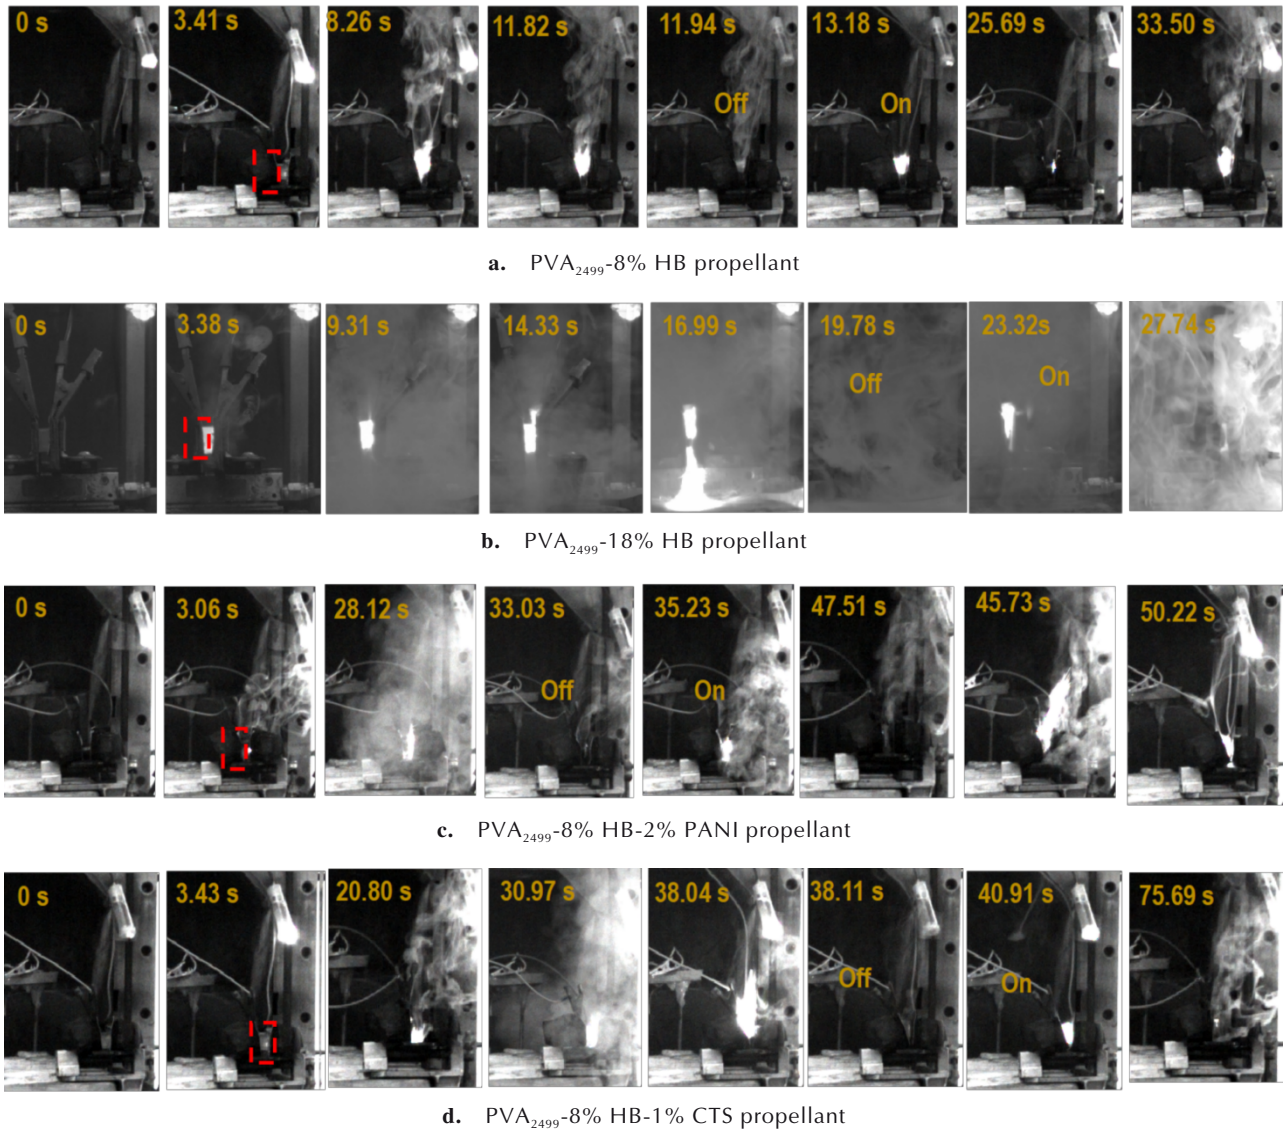 0 s 3.41 s 8.26 s 11.82 s 11.94 s 13.18 s 25.69 s 33.50 s
Off On
a. PVA2499-8% HB propellant
0 s 3.38 s 9.31 s 14.33 s 16.99 s 19.78 s 23.32s 27.74 s
Off On
b. PVA2499-18% HB propellant
0 s 3.06 s 28.12 s 33.03 s 35.23 s 47.51 s 45.73 s 50.22 s
Off On
c. PVA2499-8% HB-2% PANI propellant
0 s 3.43 s 20.80 s 30.97 s 38.04 s 38.11 s 40.91 s 75.69 s
Off On
d. PVA2499-8% HB-1% CTS propellant